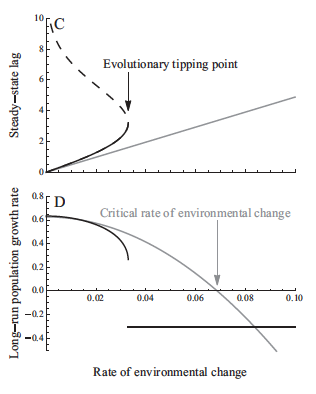 C
10
8
6
4
2
0
Steady−state lag
Evolutionary tipping point
D
0.8
0.6
0.4
0.2
0.0
−0.2
−0.4
Long−run population growth rate
Critical rate of environmental change
0.02 0.04 0.06 0.08 0.10
Rate of environmental change